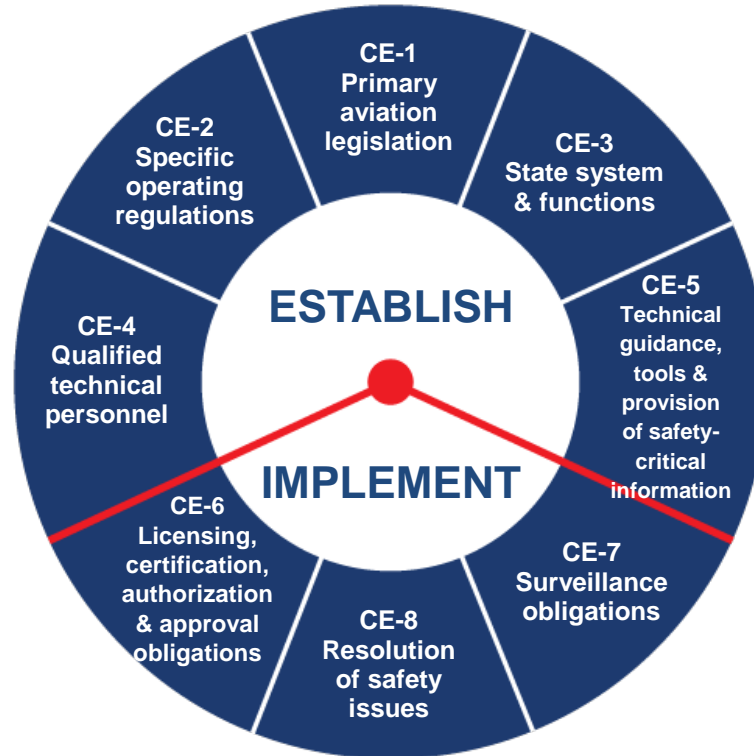 CE-1
Primary
aviation
legislation
CE-2
Specific
operating
regulations
CE-3
State system
& functions
ESTABLISH
CE-4
Qualified
technical
personnel
CE-5
Technical
guidance,
tools &
provision
of safety-
critical
information
IMPLEMENT
CE-6
Licensing,
certification,
authorization
& approval
obligations
CE-7
Surveillance
obligations
CE-8
Resolution
of safety
issues